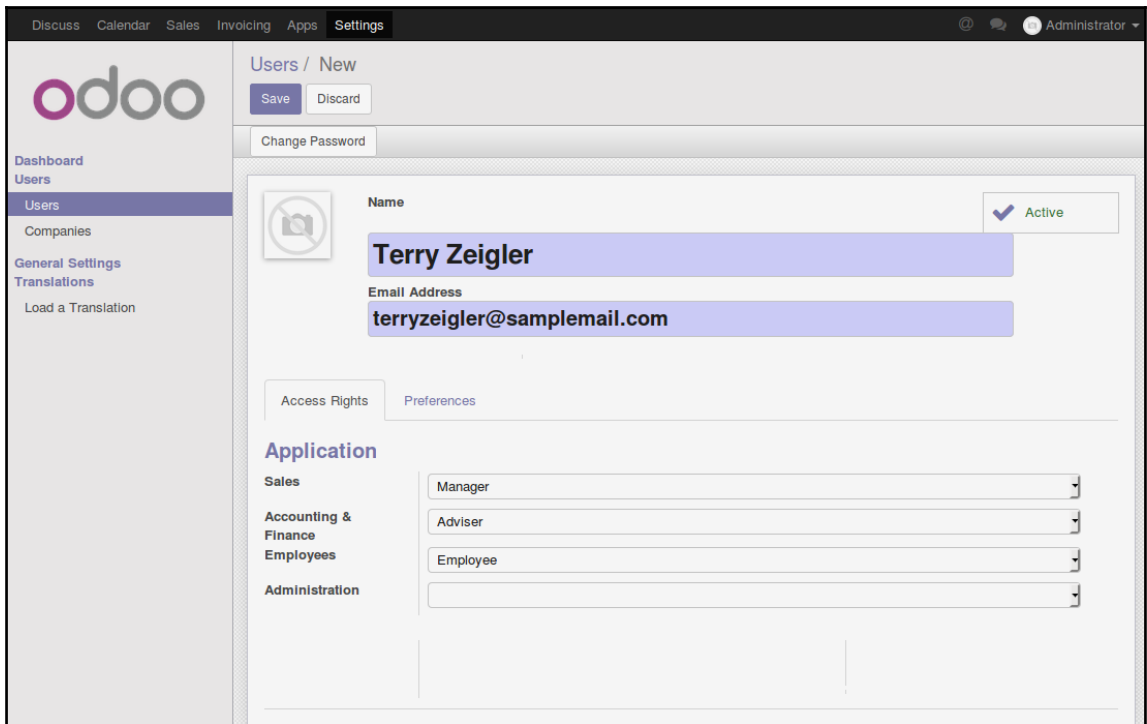 Discuss Calendar Sales Invoicing Apps Settings @ Administrator
odoo
Users / New
Save Discard
Change Password
Dashboard
Users
Users
Companies
General Settings
Translations
Load a Translation
Name
Active
Terry Zeigler
Email Address
terryzeigler@samplemail.com
Access Rights Preferences
Application
Sales Manager
Accounting &
Finance Adviser
Employees Employee
Administration